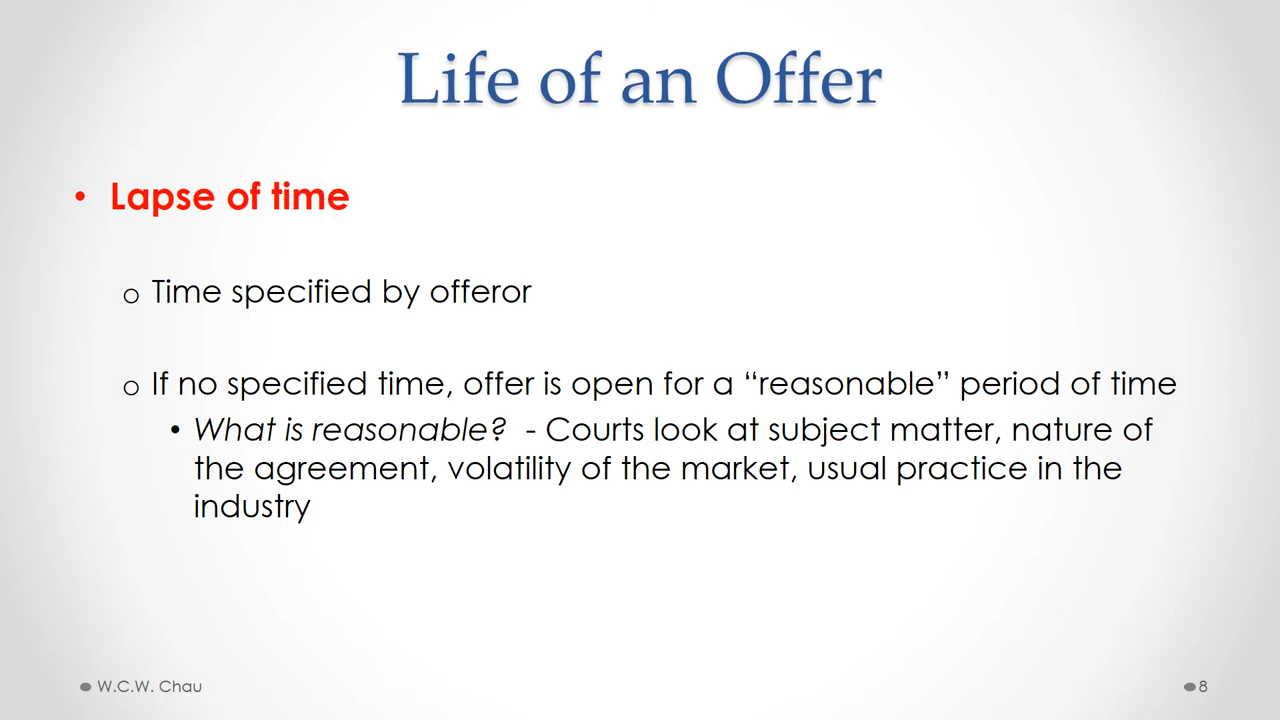 Life of an Offer
• Lapse of time
o Time specified by offeror
o If no specified time, offer is open for a “reasonable” period of time
• What is reasonable? - Courts look at subject matter, nature of
the agreement, volatility of the market, usual practice in the
industry
W.C.W. Chau
8